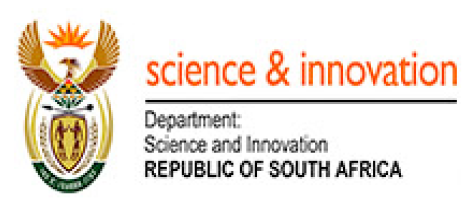 science & innovation
Department:
Science and Innovation
REPUBLIC OF SOUTH AFRICA